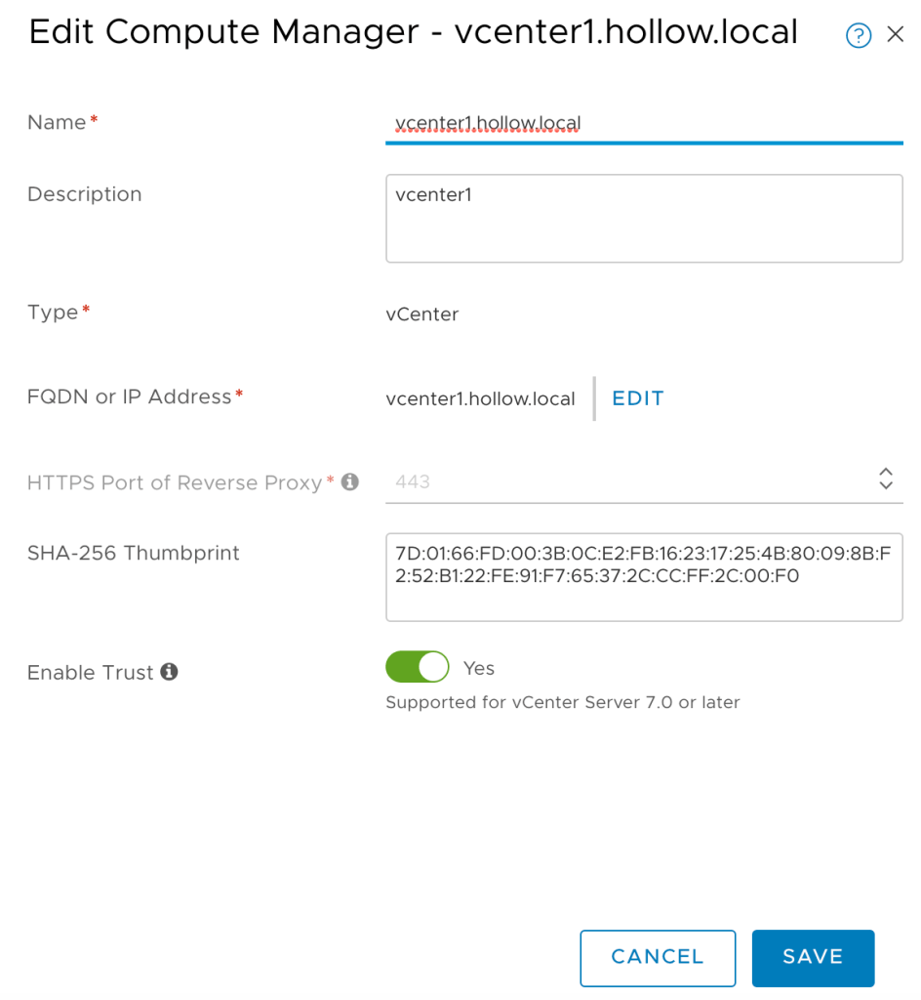 Edit Compute Manager - vcenter1.hollow.local
Name*
vcenter1.hollow.local
Description
vcenter1
Type*
vCenter
FQDN or IP Address*
vcenter1.hollow.local
EDIT
HTTPS Port of Reverse Proxy*
443
SHA-256 Thumbprint
7D:01:66:FD:00:3B:0C:E2:FB:16:23:17:25:4B:80:09:8B:F
2:52:B1:22:FE:91:F7:65:37:2C:CC:FF:2C:00:F0
Enable Trust
Yes
Supported for vCenter Server 7.0 or later
CANCEL
SAVE